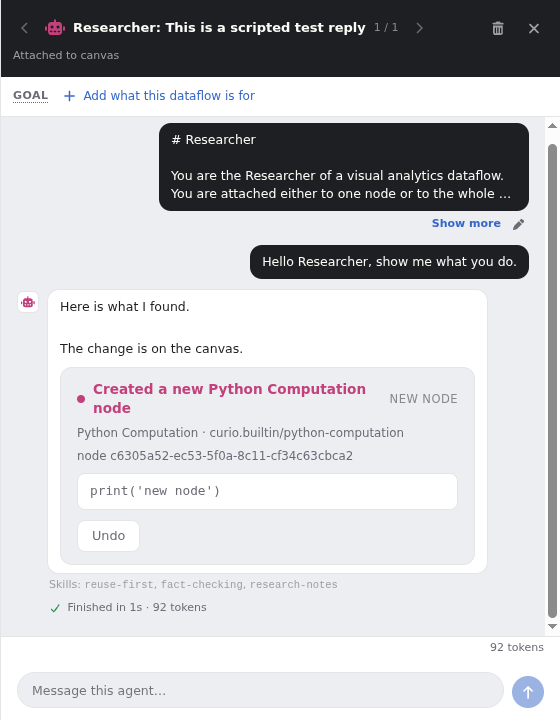 Researcher: This is a scripted test reply 1 / 1
Attached to canvas
GOAL + Add what this dataflow is for
# Researcher
You are the Researcher of a visual analytics dataflow.
You are attached either to one node or to the whole ...
Show more
Hello Researcher, show me what you do.
Here is what I found.
The change is on the canvas.
Created a new Python Computation
node
NEW NODE
Python Computation · curio.builtin/python-computation
node c6305a52-ec53-5f0a-8c11-cf34c63cbca2
print('new node')
Undo
Skills: reuse-first, fact-checking, research-notes
Finished in 1s · 92 tokens
92 tokens
Message this agent...